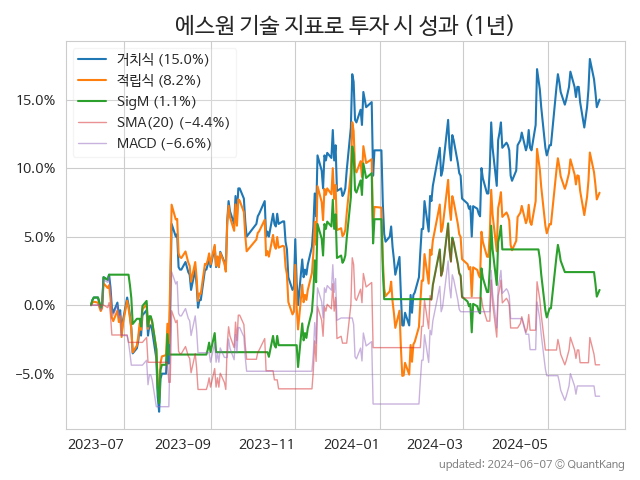 에스원 기술 지표로 투자 시 성과 (1년)
거치식 (15.0%)
적립식 (8.2%)
SigM (1.1%)
SMA(20) (−4.4%)
MACD (−6.6%)
15.0%
10.0%
5.0%
0.0%
−5.0%
2023-07 2023-09 2023-11 2024-01 2024-03 2024-05
updated: 2024-06-07 © QuantKang